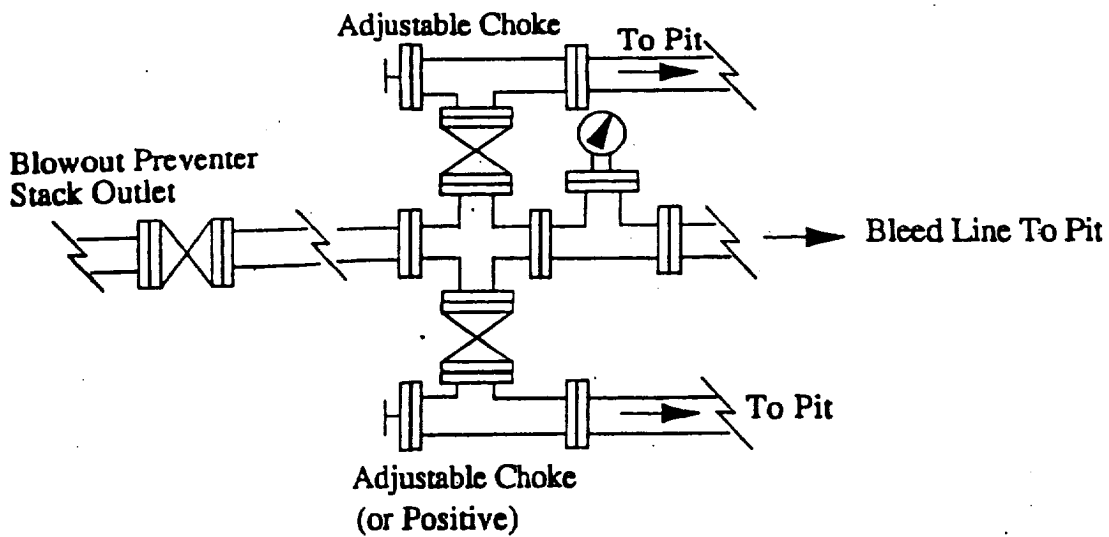 Adjustable Choke
To Pit
Blowout Preventer
Stack Outlet
Bleed Line To Pit
To Pit
Adjustable Choke
(or Positive)